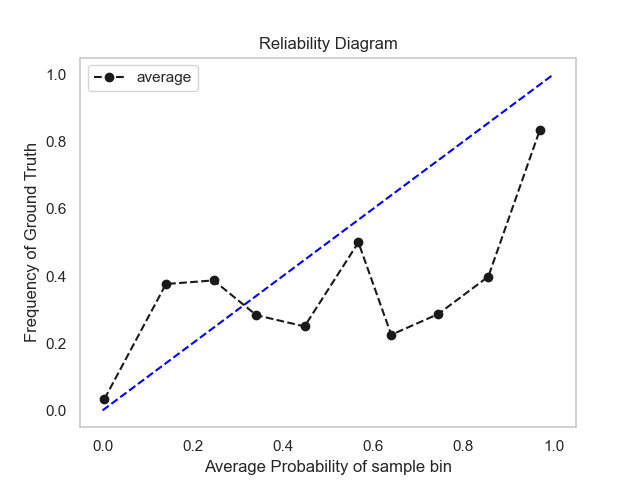 Reliability Diagram
average
Frequency of Ground Truth
1.0
0.8
0.6
0.4
0.2
0.0
0.0 0.2 0.4 0.6 0.8 1.0
Average Probability of sample bin